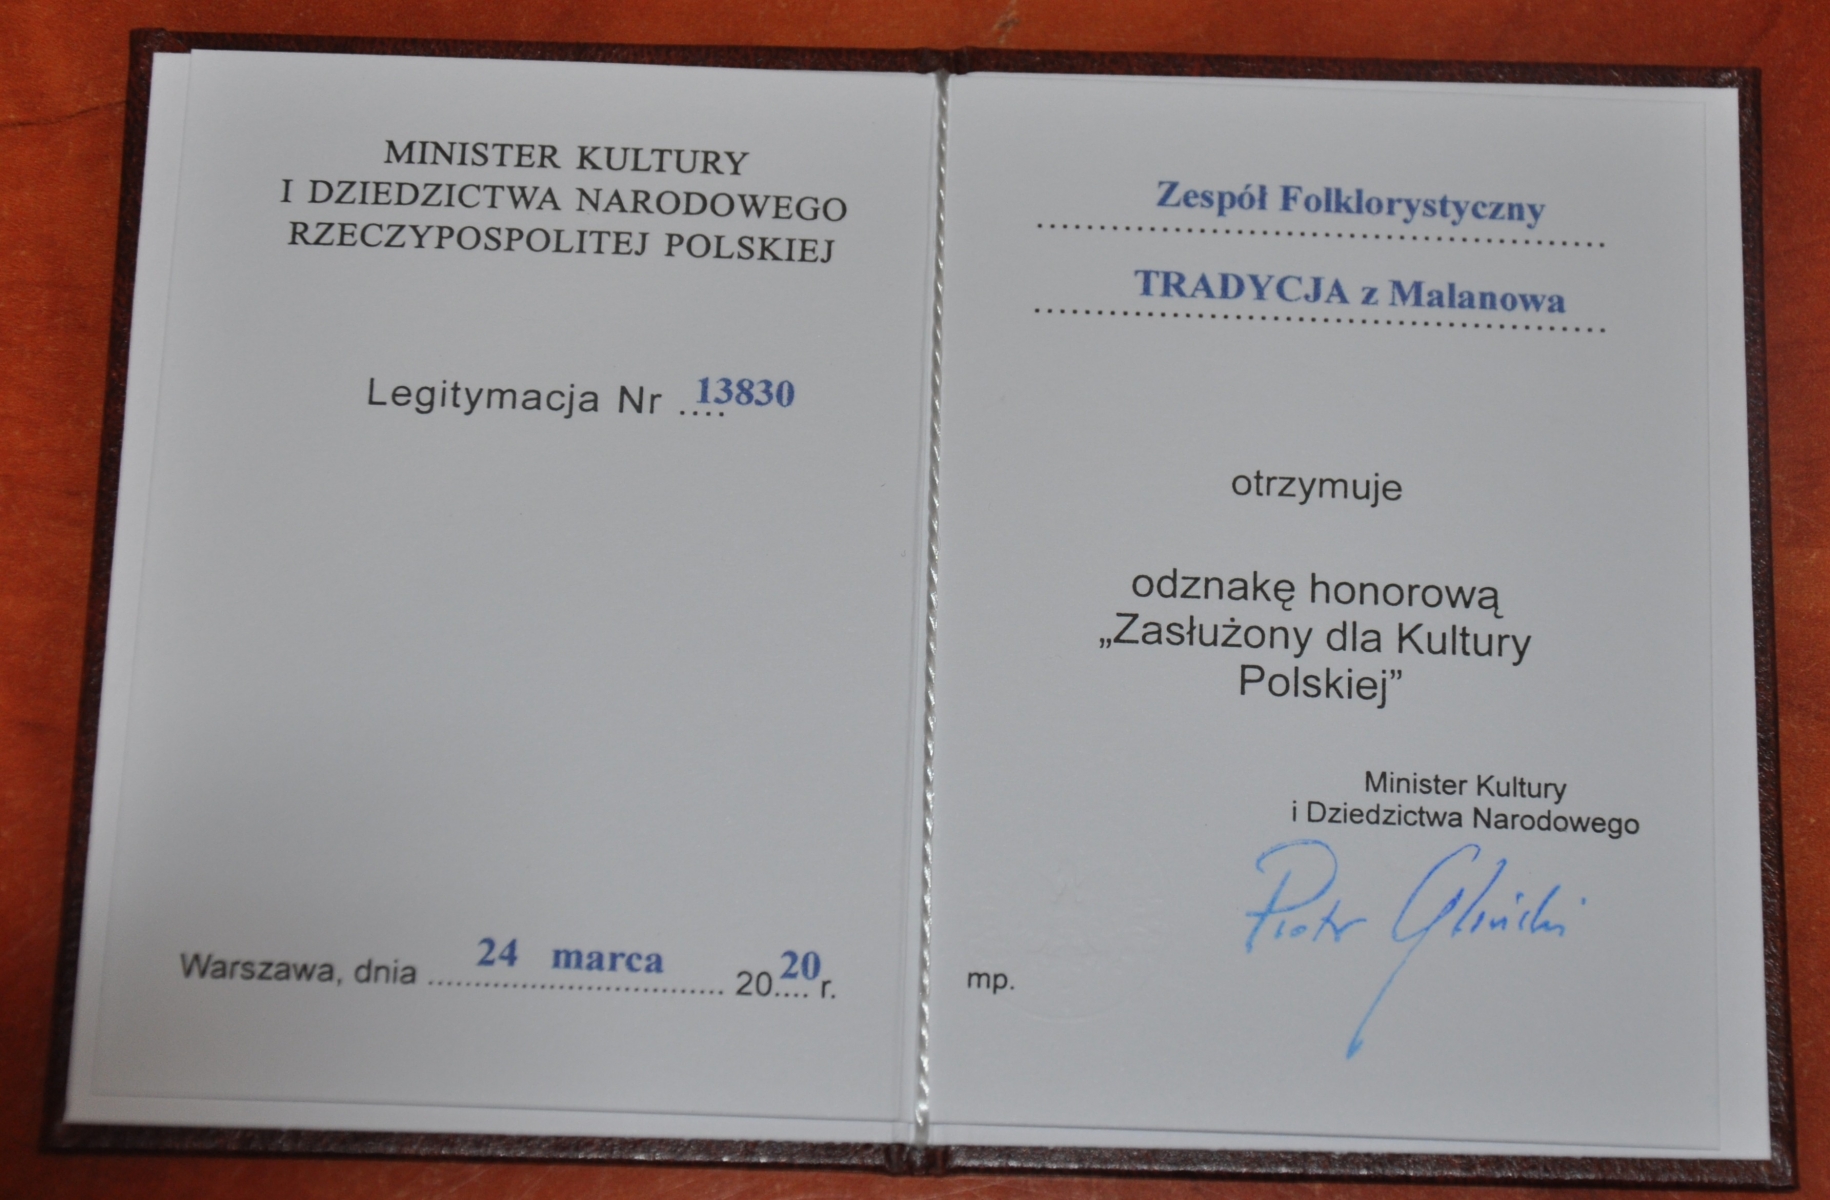 MINISTER KULTURY
I DZIEDZICTWA NARODOWEGO
RZECZYPOSPOLITEJ POLSKIEJ
Legitymacja Nr ....13830
Warszawa, dnia 24 marca 2020 r.
Zespół Folklorystyczny
TRADYCJA z Malanowa
otrzymuje
odznakę honorową
„Zasłużony dla Kultury
Polskiej”
Minister Kultury
i Dziedzictwa Narodowego
Piotr Gliński
mp.